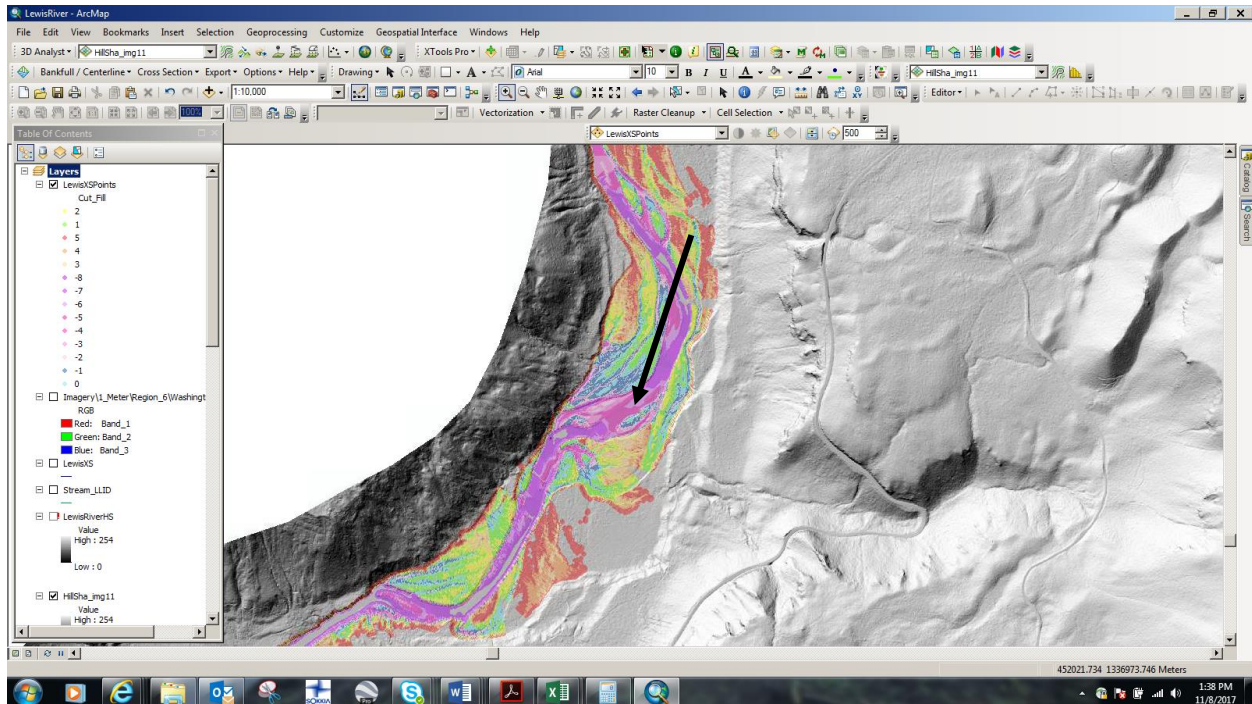 LewisRiver - ArcMap
File Edit View Bookmarks Insert Selection Geoprocessing Customize Geospatial Interface Windows Help
3D Analyst HillSha_img11 XTools Pro
Bankfull / Centerline Cross Section Export Options Help Drawing A Arial 10 B I U A HillSha_img11
1:10,000 Editor
100% Vectorization Raster Cleanup Cell Selection
Table Of Contents LewisXSPoints 500
Layers
LewisXSPoints
Cut_Fill
2
1
5
4
3
-8
-7
-6
-5
-4
-3
-2
-1
0
Imagery\1_Meter\Region_6\Washingt
RGB
Red: Band_1
Green: Band_2
Blue: Band_3
LewisXS
Stream_LLID
LewisRiverHS
Value
High : 254
Low : 0
HillSha_img11
Value
High : 254
Catalog
Search
452021.734 1336973.746 Meters
SOKKIA Pro
1:38 PM
11/8/2017